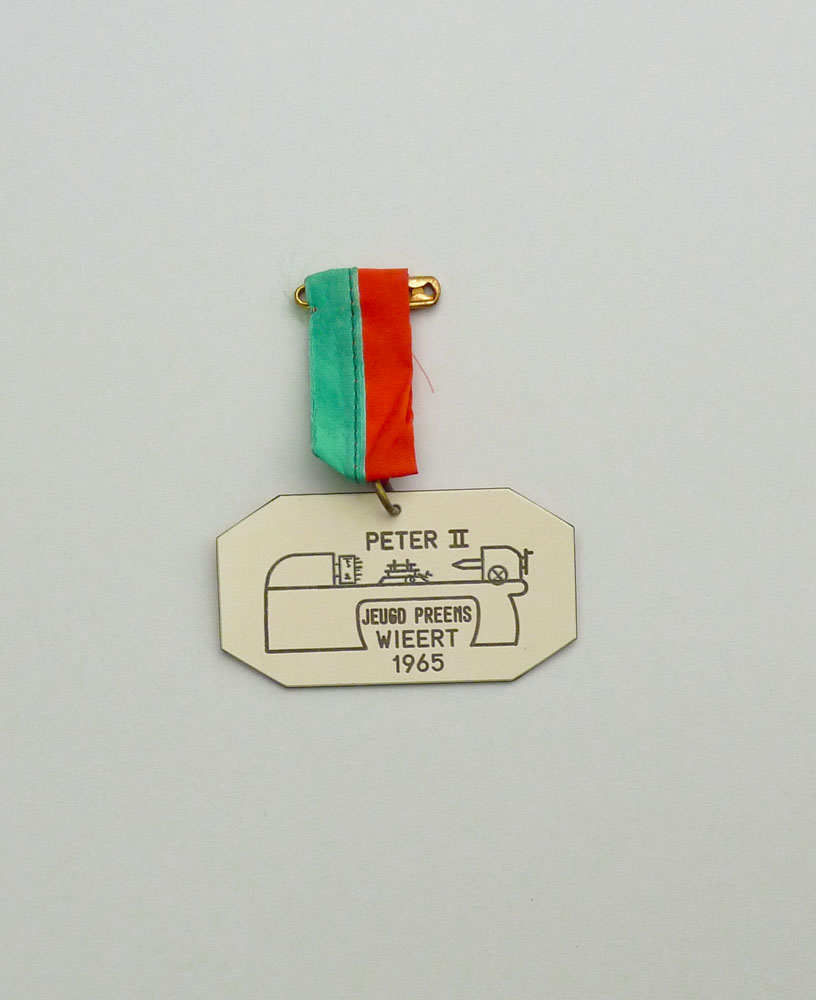 PETER II
JEUGD PREENS
WIEERT
1965